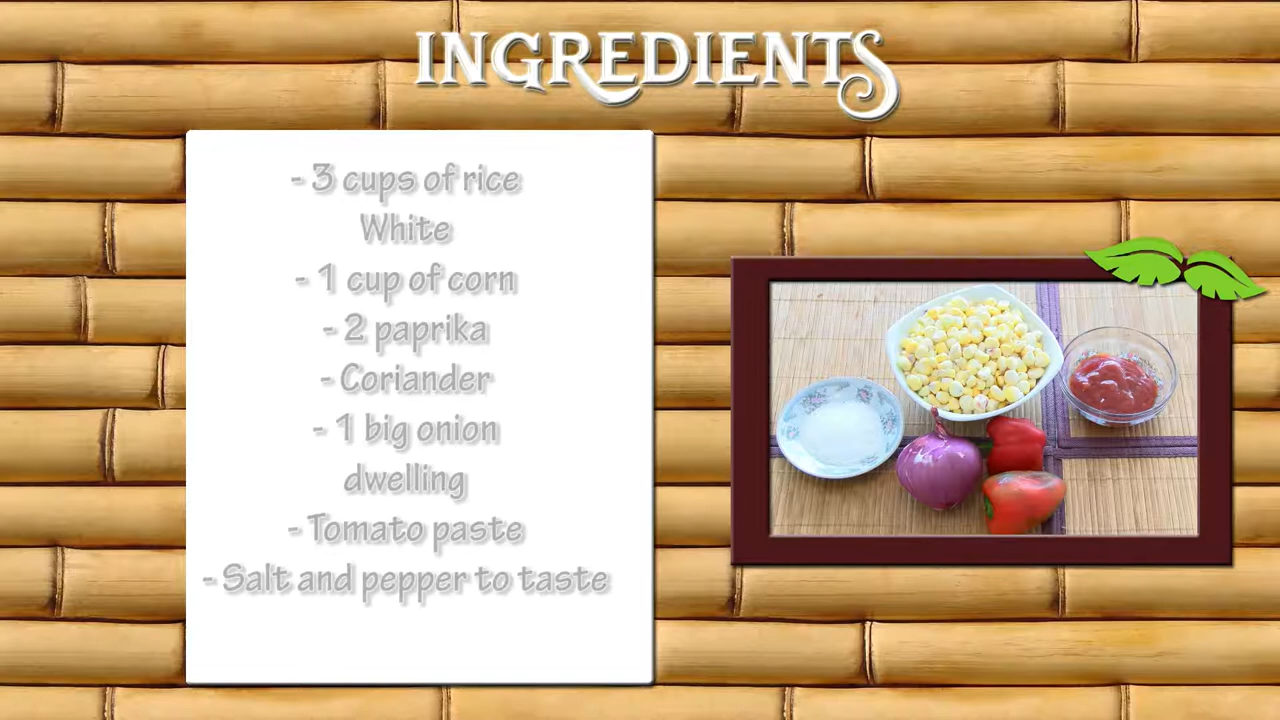 INGREDIENTS
- 3 cups of rice
White
- 1 cup of corn
- 2 paprika
- Coriander
- 1 big onion
dwelling
- Tomato paste
- Salt and pepper to taste